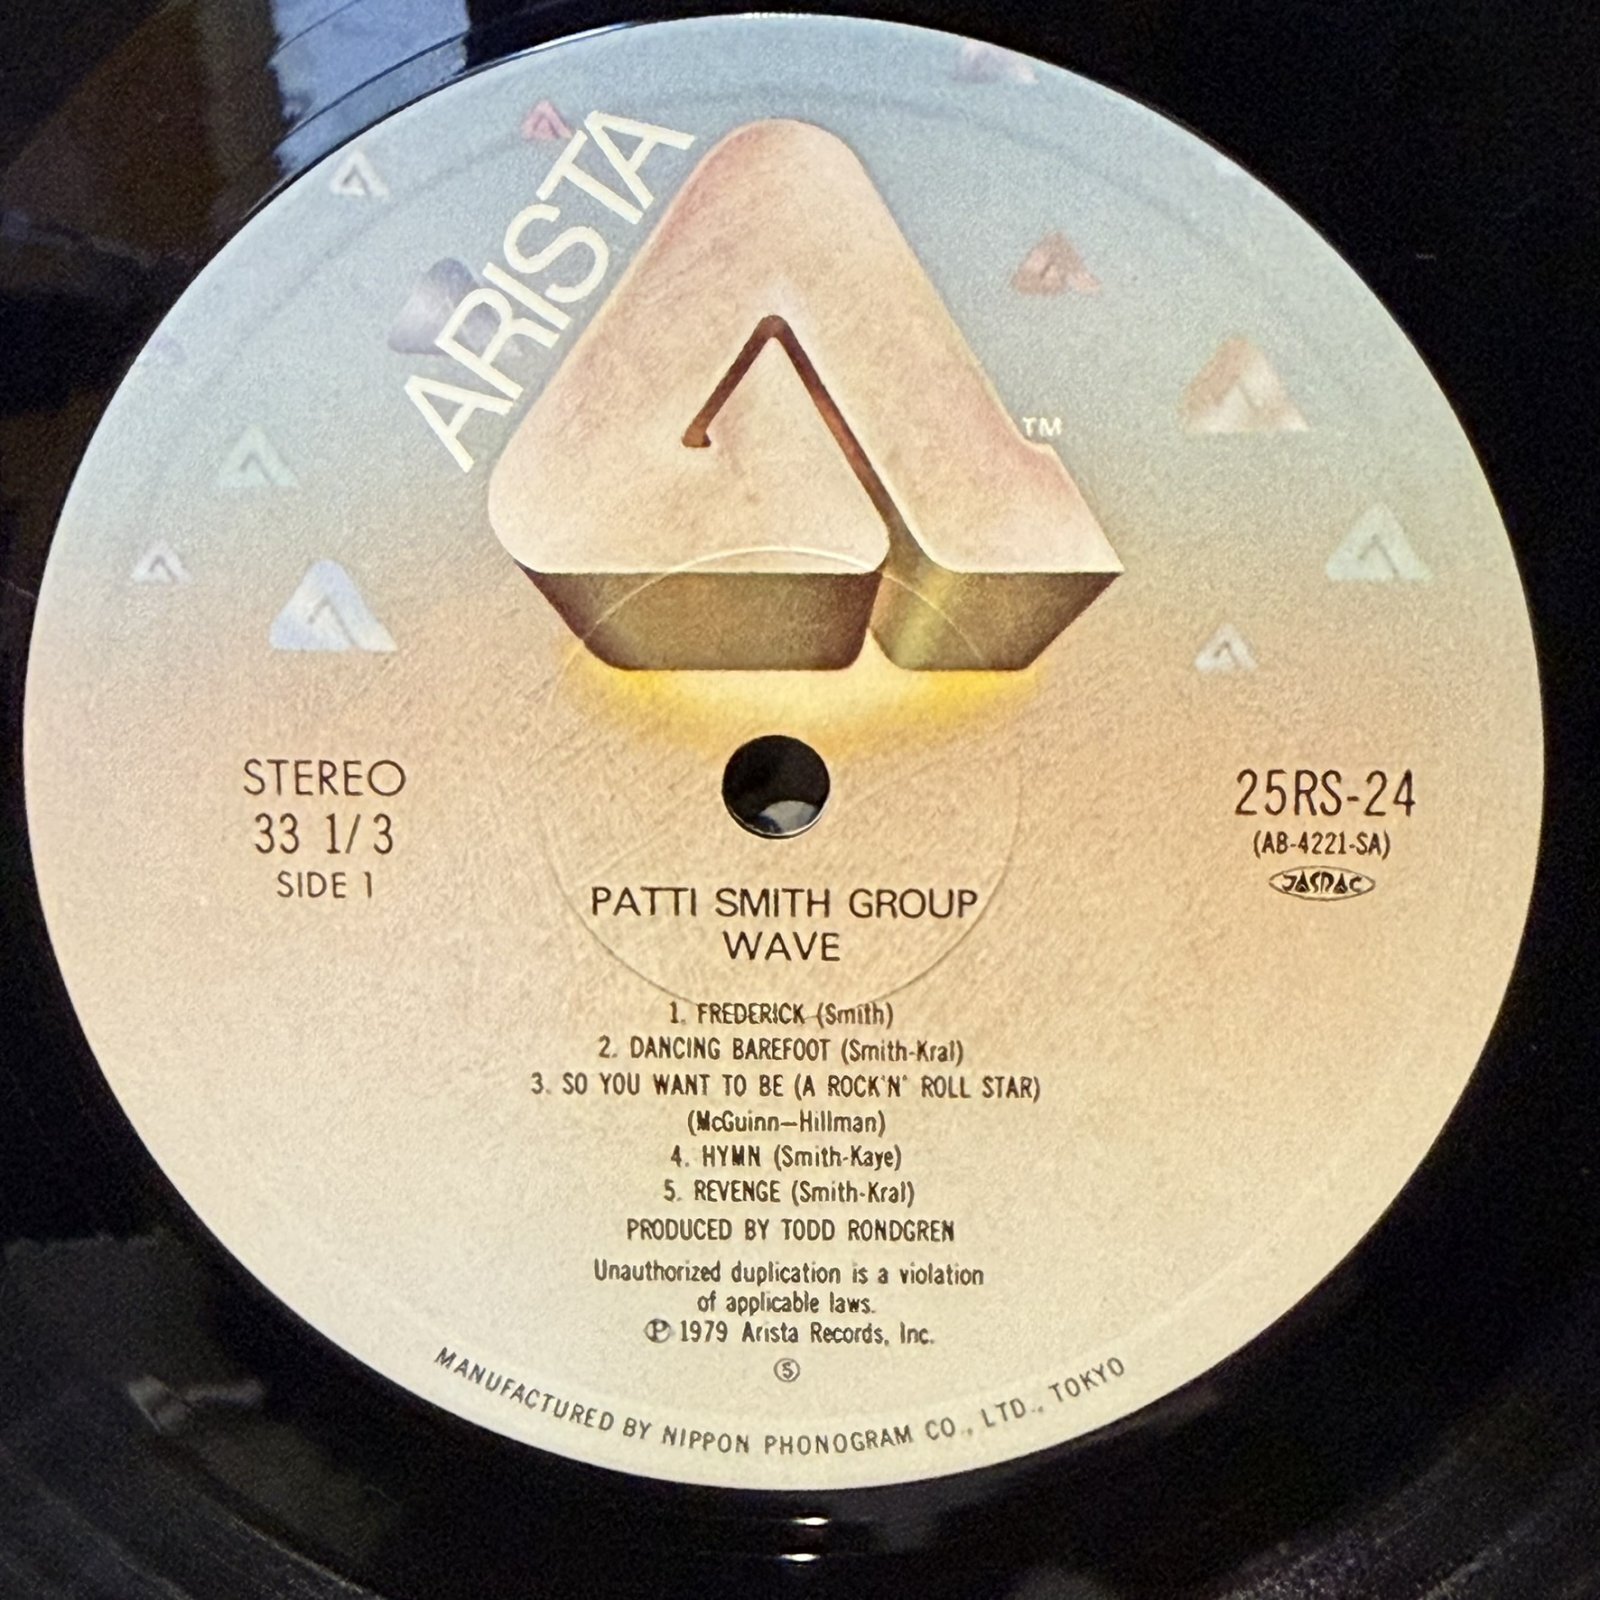 ARISTA
TM
STEREO
33 1/3
SIDE 1
25RS-24
(AB-4221-SA)
JASRAC
PATTI SMITH GROUP
WAVE
1. FREDERICK (Smith)
2. DANCING BAREFOOT (Smith-Kral)
3. SO YOU WANT TO BE (A ROCK'N' ROLL STAR)
(McGuinn—Hillman)
4. HYMN (Smith-Kaye)
5. REVENGE (Smith-Kral)
PRODUCED BY TODD RONDGREN
Unauthorized duplication is a violation
of applicable laws.
℗ 1979 Arista Records, Inc.
Ⓢ
MANUFACTURED BY NIPPON PHONOGRAM CO., LTD., TOKYO